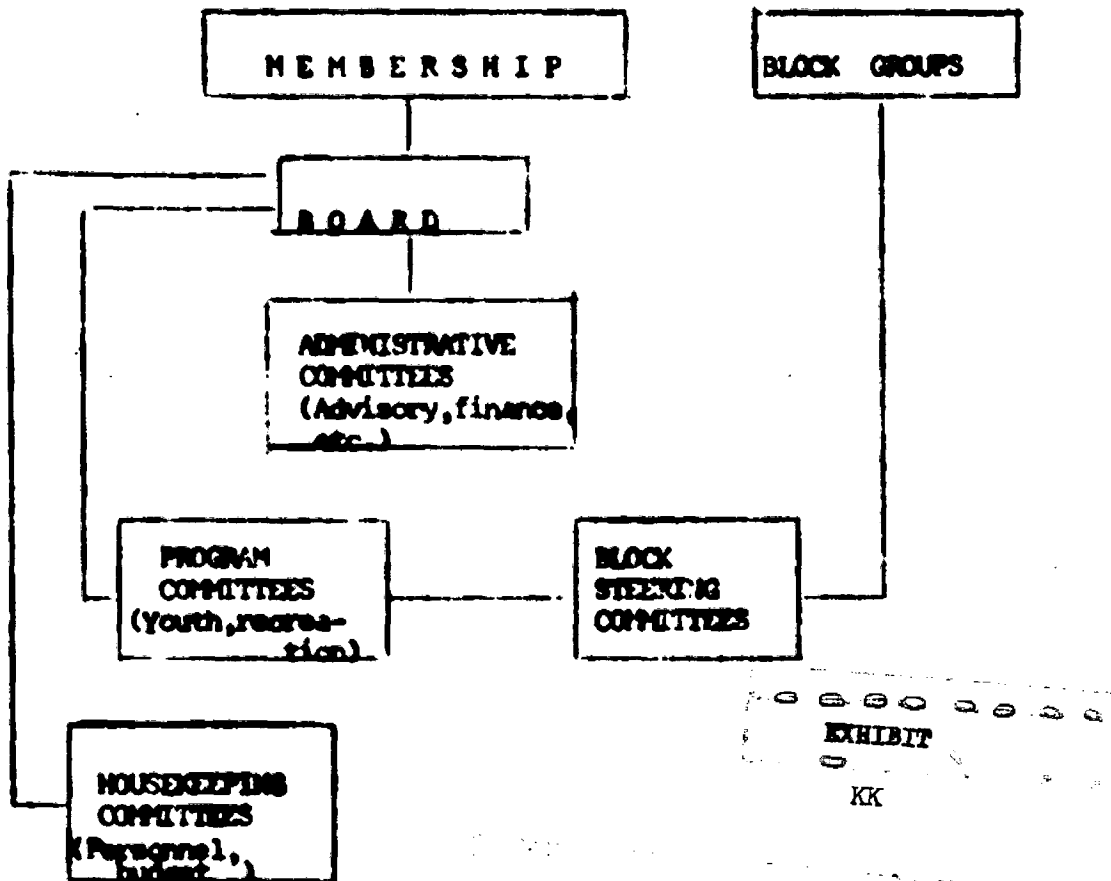 MEMBERSHIP
BLOCK GROUPS
BOARD
ADMINISTRATIVE
COMMITTEES
(Advisory, finance,
etc.)
PROGRAM
COMMITTEES
(Youth, recrea-
tion)
BLOCK
STEERING
COMMITTEES
HOUSEKEEPING
COMMITTEES
(Personnel,
budget )
EXHIBIT
KK